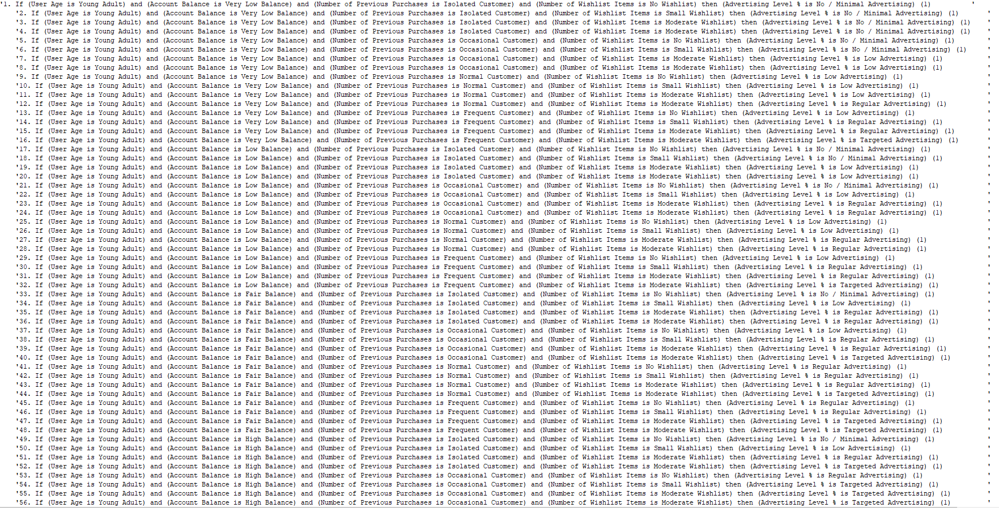 '1. If (User Age is Young Adult) and (Account Balance is Very Low Balance) and (Number of Previous Purchases is Isolated Customer) and (Number of Wishlist Items is No Wishlist) then (Advertising Level % is No / Minimal Advertising) (1) '
'2. If (User Age is Young Adult) and (Account Balance is Very Low Balance) and (Number of Previous Purchases is Isolated Customer) and (Number of Wishlist Items is Small Wishlist) then (Advertising Level % is No / Minimal Advertising) (1) '
'3. If (User Age is Young Adult) and (Account Balance is Very Low Balance) and (Number of Previous Purchases is Isolated Customer) and (Number of Wishlist Items is Moderate Wishlist) then (Advertising Level % is No / Minimal Advertising) (1) '
'4. If (User Age is Young Adult) and (Account Balance is Very Low Balance) and (Number of Previous Purchases is Isolated Customer) and (Number of Wishlist Items is Moderate Wishlist) then (Advertising Level % is No / Minimal Advertising) (1) '
'5. If (User Age is Young Adult) and (Account Balance is Very Low Balance) and (Number of Previous Purchases is Occasional Customer) and (Number of Wishlist Items is No Wishlist) then (Advertising Level % is No / Minimal Advertising) (1) '
'6. If (User Age is Young Adult) and (Account Balance is Very Low Balance) and (Number of Previous Purchases is Occasional Customer) and (Number of Wishlist Items is Small Wishlist) then (Advertising Level % is No / Minimal Advertising) (1) '
'7. If (User Age is Young Adult) and (Account Balance is Very Low Balance) and (Number of Previous Purchases is Occasional Customer) and (Number of Wishlist Items is Moderate Wishlist) then (Advertising Level % is Low Advertising) (1) '
'8. If (User Age is Young Adult) and (Account Balance is Very Low Balance) and (Number of Previous Purchases is Occasional Customer) and (Number of Wishlist Items is Moderate Wishlist) then (Advertising Level % is Low Advertising) (1) '
'9. If (User Age is Young Adult) and (Account Balance is Very Low Balance) and (Number of Previous Purchases is Normal Customer) and (Number of Wishlist Items is No Wishlist) then (Advertising Level % is Low Advertising) (1) '
'10. If (User Age is Young Adult) and (Account Balance is Very Low Balance) and (Number of Previous Purchases is Normal Customer) and (Number of Wishlist Items is Small Wishlist) then (Advertising Level % is Low Advertising) (1) '
'11. If (User Age is Young Adult) and (Account Balance is Very Low Balance) and (Number of Previous Purchases is Normal Customer) and (Number of Wishlist Items is Moderate Wishlist) then (Advertising Level % is Low Advertising) (1) '
'12. If (User Age is Young Adult) and (Account Balance is Very Low Balance) and (Number of Previous Purchases is Normal Customer) and (Number of Wishlist Items is Moderate Wishlist) then (Advertising Level % is Regular Advertising) (1) '
'13. If (User Age is Young Adult) and (Account Balance is Very Low Balance) and (Number of Previous Purchases is Frequent Customer) and (Number of Wishlist Items is No Wishlist) then (Advertising Level % is Low Advertising) (1) '
'14. If (User Age is Young Adult) and (Account Balance is Very Low Balance) and (Number of Previous Purchases is Frequent Customer) and (Number of Wishlist Items is Small Wishlist) then (Advertising Level % is Regular Advertising) (1) '
'15. If (User Age is Young Adult) and (Account Balance is Very Low Balance) and (Number of Previous Purchases is Frequent Customer) and (Number of Wishlist Items is Moderate Wishlist) then (Advertising Level % is Regular Advertising) (1) '
'16. If (User Age is Young Adult) and (Account Balance is Very Low Balance) and (Number of Previous Purchases is Frequent Customer) and (Number of Wishlist Items is Moderate Wishlist) then (Advertising Level % is Targeted Advertising) (1) '
'17. If (User Age is Young Adult) and (Account Balance is Low Balance) and (Number of Previous Purchases is Isolated Customer) and (Number of Wishlist Items is No Wishlist) then (Advertising Level % is No / Minimal Advertising) (1) '
'18. If (User Age is Young Adult) and (Account Balance is Low Balance) and (Number of Previous Purchases is Isolated Customer) and (Number of Wishlist Items is Small Wishlist) then (Advertising Level % is No / Minimal Advertising) (1) '
'19. If (User Age is Young Adult) and (Account Balance is Low Balance) and (Number of Previous Purchases is Isolated Customer) and (Number of Wishlist Items is Moderate Wishlist) then (Advertising Level % is Low Advertising) (1) '
'20. If (User Age is Young Adult) and (Account Balance is Low Balance) and (Number of Previous Purchases is Isolated Customer) and (Number of Wishlist Items is Moderate Wishlist) then (Advertising Level % is Low Advertising) (1) '
'21. If (User Age is Young Adult) and (Account Balance is Low Balance) and (Number of Previous Purchases is Occasional Customer) and (Number of Wishlist Items is No Wishlist) then (Advertising Level % is No / Minimal Advertising) (1) '
'22. If (User Age is Young Adult) and (Account Balance is Low Balance) and (Number of Previous Purchases is Occasional Customer) and (Number of Wishlist Items is Small Wishlist) then (Advertising Level % is Low Advertising) (1) '
'23. If (User Age is Young Adult) and (Account Balance is Low Balance) and (Number of Previous Purchases is Occasional Customer) and (Number of Wishlist Items is Moderate Wishlist) then (Advertising Level % is Regular Advertising) (1) '
'24. If (User Age is Young Adult) and (Account Balance is Low Balance) and (Number of Previous Purchases is Occasional Customer) and (Number of Wishlist Items is Moderate Wishlist) then (Advertising Level % is Regular Advertising) (1) '
'25. If (User Age is Young Adult) and (Account Balance is Low Balance) and (Number of Previous Purchases is Normal Customer) and (Number of Wishlist Items is No Wishlist) then (Advertising Level % is Low Advertising) (1) '
'26. If (User Age is Young Adult) and (Account Balance is Low Balance) and (Number of Previous Purchases is Normal Customer) and (Number of Wishlist Items is Small Wishlist) then (Advertising Level % is Low Advertising) (1) '
'27. If (User Age is Young Adult) and (Account Balance is Low Balance) and (Number of Previous Purchases is Normal Customer) and (Number of Wishlist Items is Moderate Wishlist) then (Advertising Level % is Regular Advertising) (1) '
'28. If (User Age is Young Adult) and (Account Balance is Low Balance) and (Number of Previous Purchases is Normal Customer) and (Number of Wishlist Items is Moderate Wishlist) then (Advertising Level % is Regular Advertising) (1) '
'29. If (User Age is Young Adult) and (Account Balance is Low Balance) and (Number of Previous Purchases is Frequent Customer) and (Number of Wishlist Items is No Wishlist) then (Advertising Level % is Low Advertising) (1) '
'30. If (User Age is Young Adult) and (Account Balance is Low Balance) and (Number of Previous Purchases is Frequent Customer) and (Number of Wishlist Items is Small Wishlist) then (Advertising Level % is Regular Advertising) (1) '
'31. If (User Age is Young Adult) and (Account Balance is Low Balance) and (Number of Previous Purchases is Frequent Customer) and (Number of Wishlist Items is Moderate Wishlist) then (Advertising Level % is Regular Advertising) (1) '
'32. If (User Age is Young Adult) and (Account Balance is Low Balance) and (Number of Previous Purchases is Frequent Customer) and (Number of Wishlist Items is Moderate Wishlist) then (Advertising Level % is Targeted Advertising) (1) '
'33. If (User Age is Young Adult) and (Account Balance is Fair Balance) and (Number of Previous Purchases is Isolated Customer) and (Number of Wishlist Items is No Wishlist) then (Advertising Level % is No / Minimal Advertising) (1) '
'34. If (User Age is Young Adult) and (Account Balance is Fair Balance) and (Number of Previous Purchases is Isolated Customer) and (Number of Wishlist Items is Small Wishlist) then (Advertising Level % is Low Advertising) (1) '
'35. If (User Age is Young Adult) and (Account Balance is Fair Balance) and (Number of Previous Purchases is Isolated Customer) and (Number of Wishlist Items is Moderate Wishlist) then (Advertising Level % is Regular Advertising) (1) '
'36. If (User Age is Young Adult) and (Account Balance is Fair Balance) and (Number of Previous Purchases is Isolated Customer) and (Number of Wishlist Items is Moderate Wishlist) then (Advertising Level % is Regular Advertising) (1) '
'37. If (User Age is Young Adult) and (Account Balance is Fair Balance) and (Number of Previous Purchases is Occasional Customer) and (Number of Wishlist Items is No Wishlist) then (Advertising Level % is Low Advertising) (1) '
'38. If (User Age is Young Adult) and (Account Balance is Fair Balance) and (Number of Previous Purchases is Occasional Customer) and (Number of Wishlist Items is Small Wishlist) then (Advertising Level % is Regular Advertising) (1) '
'39. If (User Age is Young Adult) and (Account Balance is Fair Balance) and (Number of Previous Purchases is Occasional Customer) and (Number of Wishlist Items is Moderate Wishlist) then (Advertising Level % is Regular Advertising) (1) '
'40. If (User Age is Young Adult) and (Account Balance is Fair Balance) and (Number of Previous Purchases is Occasional Customer) and (Number of Wishlist Items is Moderate Wishlist) then (Advertising Level % is Targeted Advertising) (1) '
'41. If (User Age is Young Adult) and (Account Balance is Fair Balance) and (Number of Previous Purchases is Normal Customer) and (Number of Wishlist Items is No Wishlist) then (Advertising Level % is Regular Advertising) (1) '
'42. If (User Age is Young Adult) and (Account Balance is Fair Balance) and (Number of Previous Purchases is Normal Customer) and (Number of Wishlist Items is Small Wishlist) then (Advertising Level % is Regular Advertising) (1) '
'43. If (User Age is Young Adult) and (Account Balance is Fair Balance) and (Number of Previous Purchases is Normal Customer) and (Number of Wishlist Items is Moderate Wishlist) then (Advertising Level % is Regular Advertising) (1) '
'44. If (User Age is Young Adult) and (Account Balance is Fair Balance) and (Number of Previous Purchases is Normal Customer) and (Number of Wishlist Items is Moderate Wishlist) then (Advertising Level % is Targeted Advertising) (1) '
'45. If (User Age is Young Adult) and (Account Balance is Fair Balance) and (Number of Previous Purchases is Frequent Customer) and (Number of Wishlist Items is No Wishlist) then (Advertising Level % is Regular Advertising) (1) '
'46. If (User Age is Young Adult) and (Account Balance is Fair Balance) and (Number of Previous Purchases is Frequent Customer) and (Number of Wishlist Items is Small Wishlist) then (Advertising Level % is Regular Advertising) (1) '
'47. If (User Age is Young Adult) and (Account Balance is Fair Balance) and (Number of Previous Purchases is Frequent Customer) and (Number of Wishlist Items is Moderate Wishlist) then (Advertising Level % is Targeted Advertising) (1) '
'48. If (User Age is Young Adult) and (Account Balance is Fair Balance) and (Number of Previous Purchases is Frequent Customer) and (Number of Wishlist Items is Moderate Wishlist) then (Advertising Level % is Targeted Advertising) (1) '
'49. If (User Age is Young Adult) and (Account Balance is High Balance) and (Number of Previous Purchases is Isolated Customer) and (Number of Wishlist Items is No Wishlist) then (Advertising Level % is No / Minimal Advertising) (1) '
'50. If (User Age is Young Adult) and (Account Balance is High Balance) and (Number of Previous Purchases is Isolated Customer) and (Number of Wishlist Items is Small Wishlist) then (Advertising Level % is Low Advertising) (1) '
'51. If (User Age is Young Adult) and (Account Balance is High Balance) and (Number of Previous Purchases is Isolated Customer) and (Number of Wishlist Items is Moderate Wishlist) then (Advertising Level % is Regular Advertising) (1) '
'52. If (User Age is Young Adult) and (Account Balance is High Balance) and (Number of Previous Purchases is Isolated Customer) and (Number of Wishlist Items is Moderate Wishlist) then (Advertising Level % is Targeted Advertising) (1) '
'53. If (User Age is Young Adult) and (Account Balance is High Balance) and (Number of Previous Purchases is Occasional Customer) and (Number of Wishlist Items is No Wishlist) then (Advertising Level % is Regular Advertising) (1) '
'54. If (User Age is Young Adult) and (Account Balance is High Balance) and (Number of Previous Purchases is Occasional Customer) and (Number of Wishlist Items is Small Wishlist) then (Advertising Level % is Targeted Advertising) (1) '
'55. If (User Age is Young Adult) and (Account Balance is High Balance) and (Number of Previous Purchases is Occasional Customer) and (Number of Wishlist Items is Moderate Wishlist) then (Advertising Level % is Targeted Advertising) (1) '
'56. If (User Age is Young Adult) and (Account Balance is High Balance) and (Number of Previous Purchases is Occasional Customer) and (Number of Wishlist Items is Moderate Wishlist) then (Advertising Level % is Targeted Advertising) (1) '